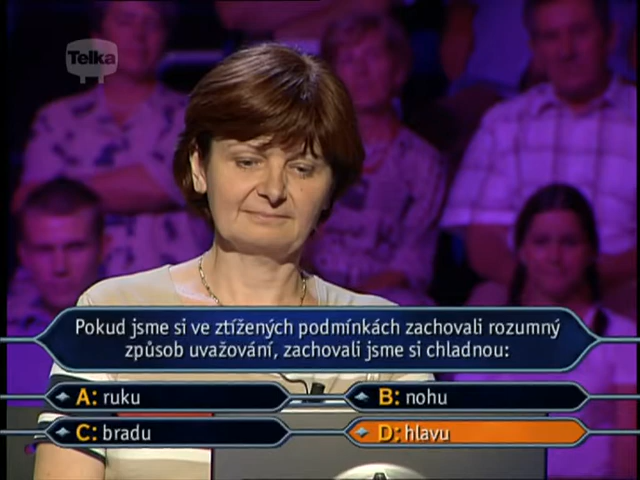 Telka
Pokud jsme si ve ztížených podmínkách zachovali rozumný
způsob uvažování, zachovali jsme si chladnou:
A: ruku
B: nohu
C: bradu
D: hlavu